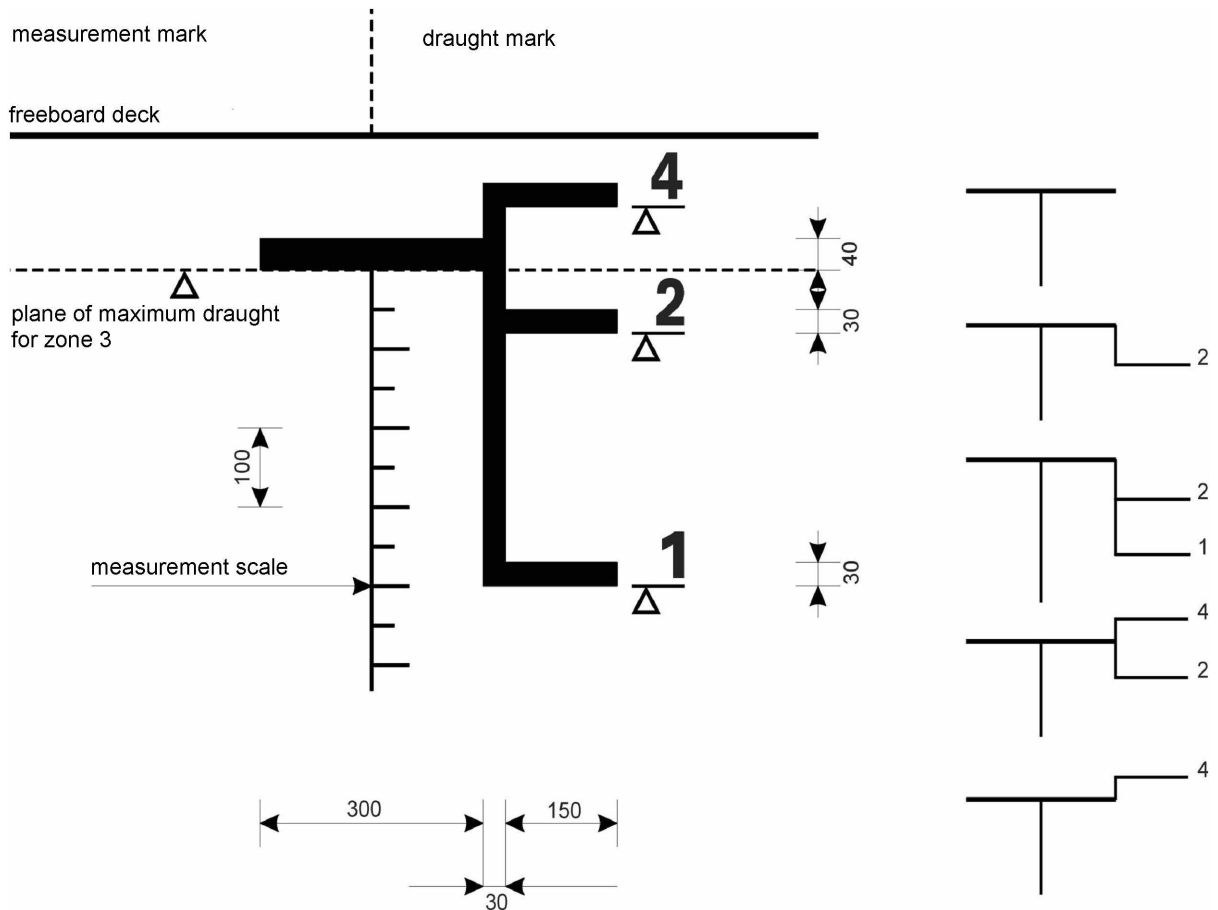 measurement mark
draught mark
freeboard deck
4
40
plane of maximum draught
for zone 3
2
30
100
measurement scale
1
30
300
150
30
2
2
1
4
2
4